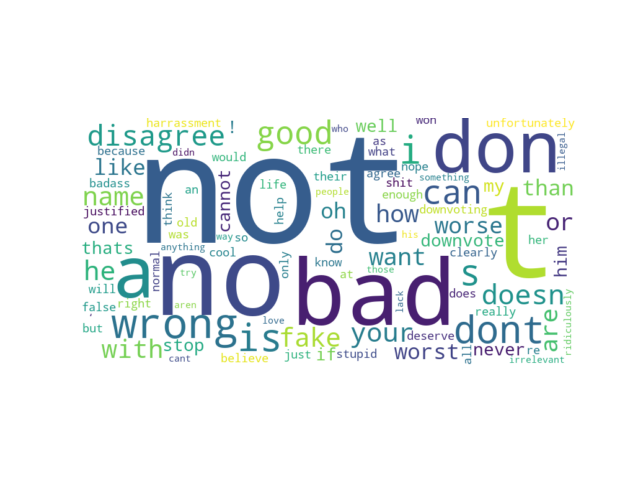 harrassment
who
won
unfortunately
disagree
!
good
well
as
i
don
illegal
because
didn
would
there
what
like
not
t
badass
an
life
their
agree
nope
shit
can
my
than
name
cannot
think
help
people
enough
something
justified
old
oh
how
downvoting
his
one
was
do
worse
or
thats
anything
way
so
downvote
her
him
he
a
no
cool
only
know
want
clearly
normal
bad
at
those
s
does
doesn
will
try
false
right
aren
love
lack
really
ridiculously
'
but
wrong
is
fake
your
deserve
dont
are
with
stop
just
if
stupid
worst
all
never
re
cant
believe
irrelevant